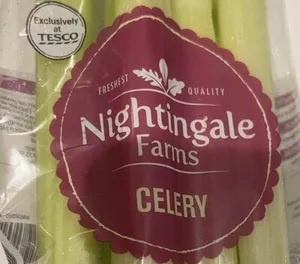 Exclusively
at TESCO
FRESHEST QUALITY
Nightingale
Farms
CELERY